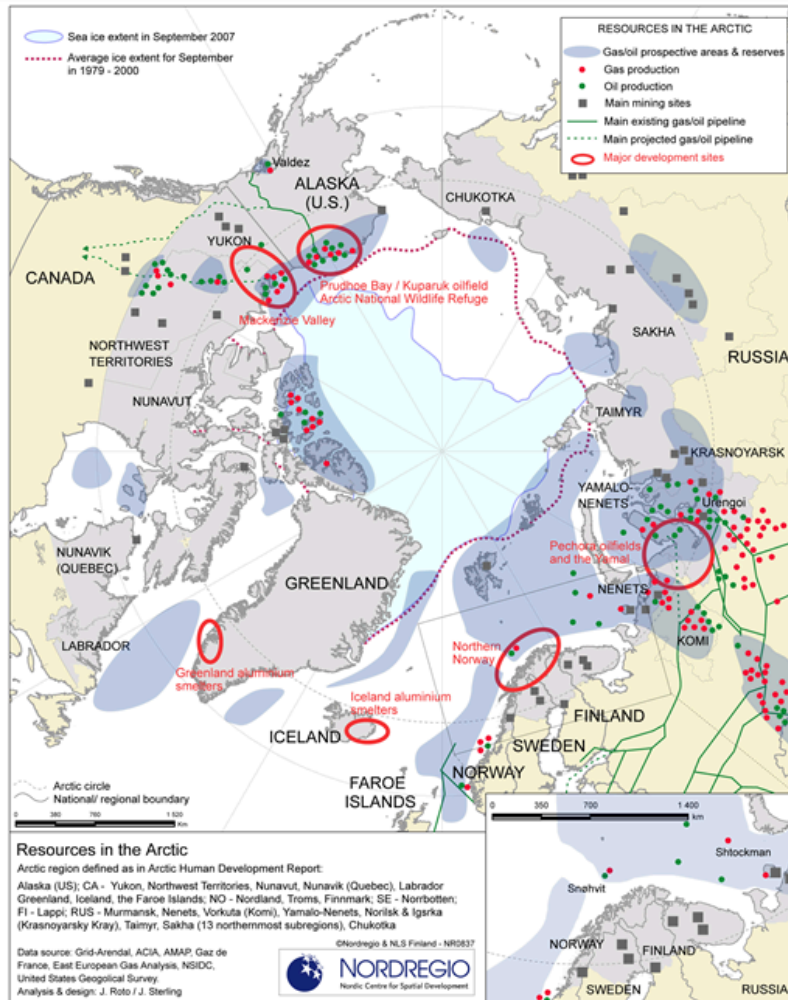 Sea ice extent in September 2007
Average ice extent for September
in 1979 - 2000
RESOURCES IN THE ARCTIC
Gas/oil prospective areas & reserves
Gas production
Oil production
Main mining sites
Main existing gas/oil pipeline
Main projected gas/oil pipeline
Major development sites
Valdez
ALASKA
(U.S.)
CHUKOTKA
YUKON
CANADA
Prudhoe Bay / Kuparuk oilfield
Arctic National Wildlife Refuge
Mackenzie Valley
SAKHA
NORTHWEST
TERRITORIES
RUSSIA
NUNAVUT
TAIMYR
KRASNOYARSK
YAMALO-
NENETS
Urengoi
NUNAVIK
(QUEBEC)
Pechora oilfields
and the Yamal
GREENLAND
NENETS
KOMI
LABRADOR
Northern
Norway
Greenland aluminium
smelters
Iceland aluminium
smelters
ICELAND
FINLAND
SWEDEN
NORWAY
FAROE
ISLANDS
Arctic circle
National/ regional boundary
0 380 760 1 520
Km
0 350 700 1 400
km
Shtockman
Snøhvit
NORWAY
FINLAND
SWEDEN
RUSSIA
Resources in the Arctic
Arctic region defined as in Arctic Human Development Report:
Alaska (US); CA - Yukon, Northwest Territories, Nunavut, Nunavik (Quebec), Labrador
Greenland, Iceland, the Faroe Islands; NO - Nordland, Troms, Finnmark; SE - Norrbotten;
FI - Lappi; RUS - Murmansk, Nenets, Vorkuta (Komi), Yamalo-Nenets, Norilsk & Igsrka
(Krasnoyarsky Kray), Taimyr, Sakha (13 northernmost subregions), Chukotka
©Nordregio & NLS Finland - NR0837
Data source: Grid-Arendal, ACIA, AMAP, Gaz de
France, East European Gas Analysis, NSIDC,
United States Geogolical Survey.
Analysis & design: J. Roto / J. Sterling
NORDREGIO
Nordic Centre for Spatial Development